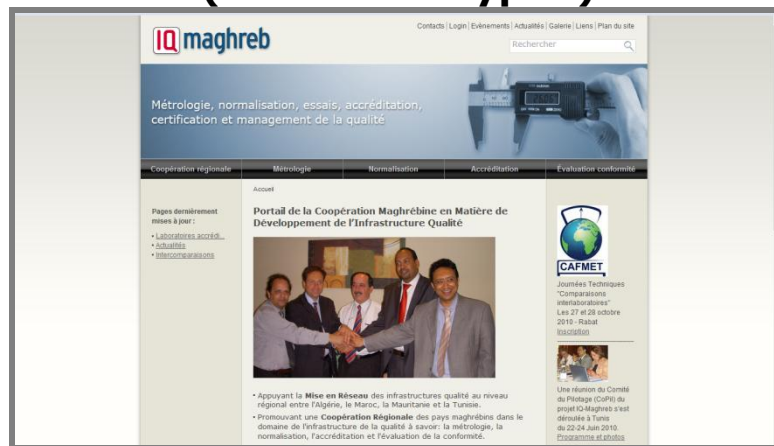 IQ maghreb
Contacts | Login | Evènements | Actualités | Galerie | Liens | Plan du site
Rechercher
Métrologie, normalisation, essais, accréditation,
certification et management de la qualité
Coopération régionale
Métrologie
Normalisation
Accréditation
Évaluation conformité
Accueil
Pages dernièrement
mises à jour :
• Laboratoires accrédi...
• Actualités
• Intercomparaisons
Portail de la Coopération Maghrébine en Matière de
Développement de l'Infrastructure Qualité
• Appuyant la Mise en Réseau des infrastructures qualité au niveau
régional entre l'Algérie, le Maroc, la Mauritanie et la Tunisie.
• Promouvant une Coopération Régionale des pays maghrébins dans le
domaine de l'infrastructure de la qualité à savoir: la métrologie, la
normalisation, l'accréditation et l'évaluation de la conformité.
CAFMET
Journées Techniques
"Comparaisons
interlaboratoires"
Les 27 et 28 octobre
2010 - Rabat
Inscription
Une réunion du Comité
du Pilotage (CoPil) du
projet IQ-Maghreb s'est
déroulée à Tunis
du 22-24 Juin 2010.
Programme et photos